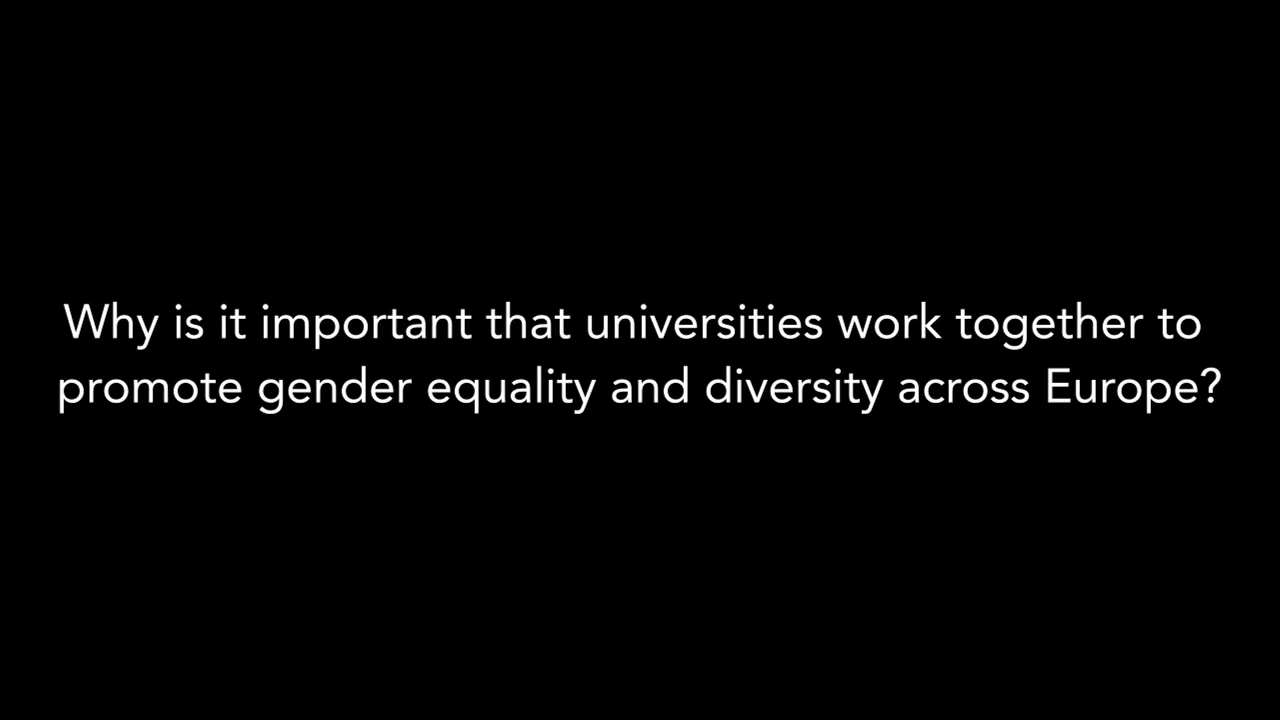 Why is it important that universities work together to
promote gender equality and diversity across Europe?